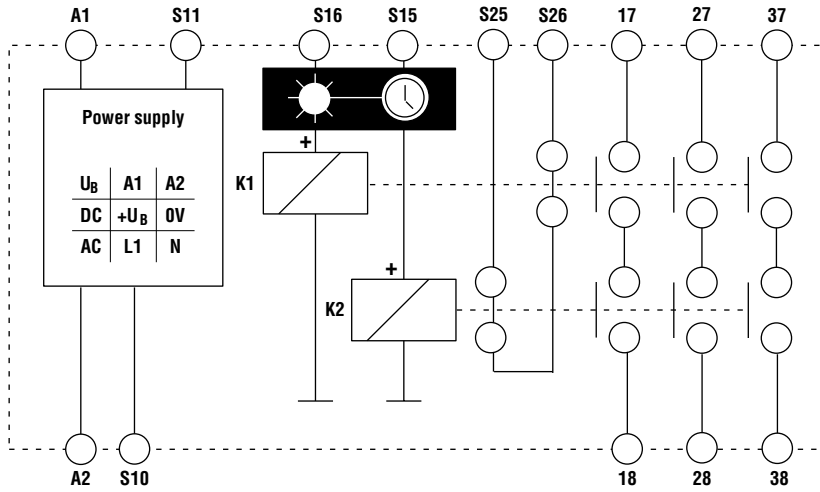 A1 S11 S16 S15 S25 S26 17 27 37
Power supply
+
UB A1 A2
K1
DC +UB 0V
AC L1 N
+
K2
A2 S10 18 28 38